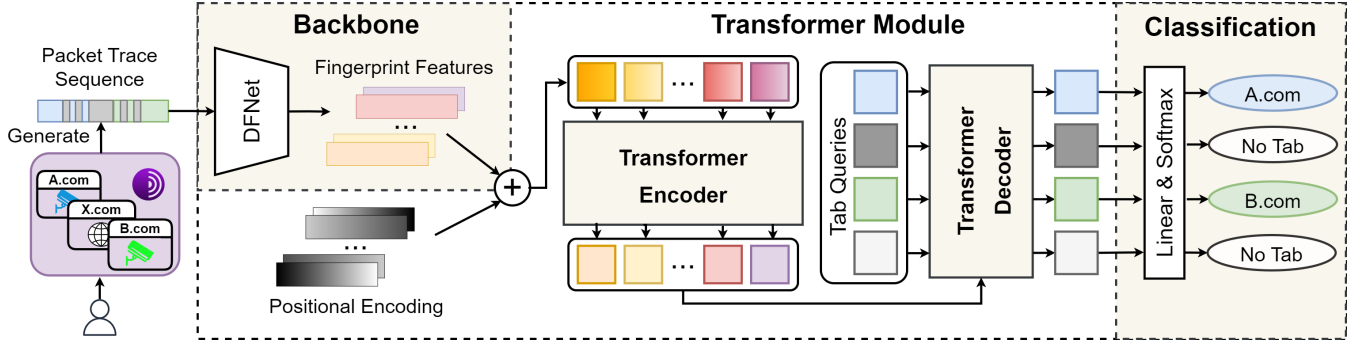 Backbone
Transformer Module
Classification
Packet Trace
Sequence
Generate
A.com
X.com
B.com
DFNet
Fingerprint Features
...
+
...
Positional Encoding
...
Transformer
Encoder
...
Tab Queries
Transformer
Decoder
Linear & Softmax
A.com
No Tab
B.com
No Tab